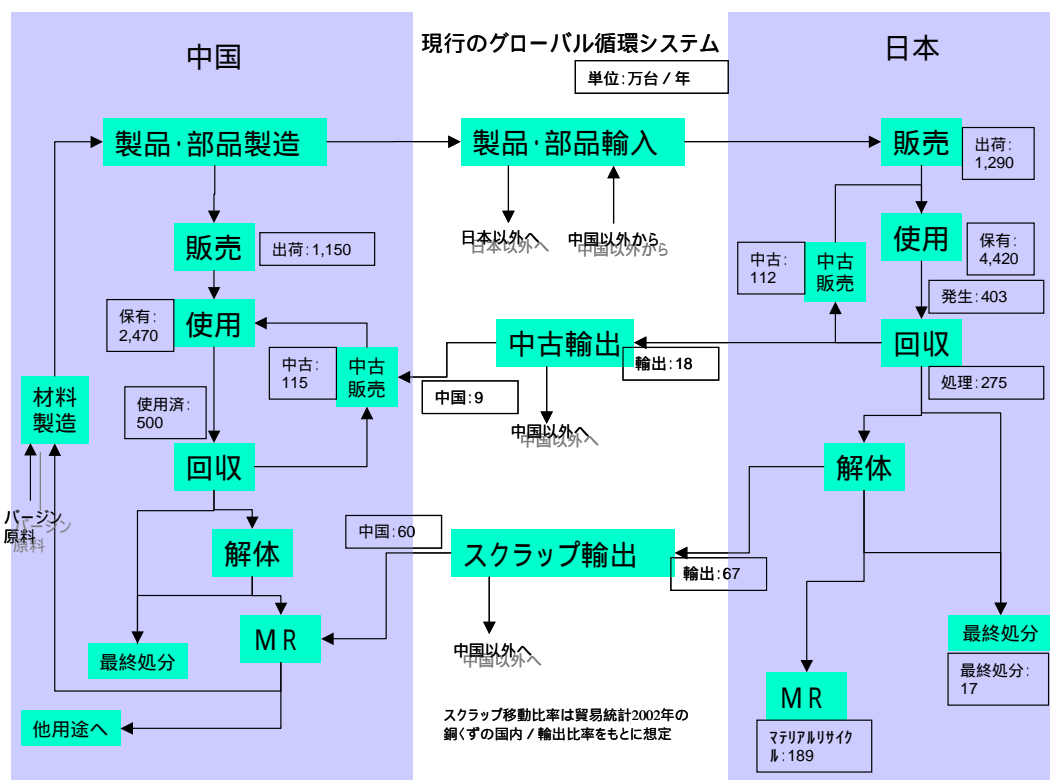 現行のグローバル循環システム
単位:万台/年
中国
日本
製品･部品製造
製品･部品輸入
販売
出荷:
1,290
日本以外へ
中国以外から
販売
出荷:1,150
使用
保有:
4,420
中古:
112
中古
販売
発生:403
保有:
2,470
使用
中古:
115
中古
販売
中古輸出
輸出:18
回収
中国:9
処理:275
材料
製造
使用済:
500
中国以外へ
回収
解体
バージン
原料
中国:60
解体
スクラップ輸出
輸出:67
MR
最終処分
中国以外へ
最終処分
最終処分:
17
MR
他用途へ
スクラップ移動比率は貿易統計2002年の
銅くずの国内/輸出比率をもとに想定
マテリアルリサイク
ル:189